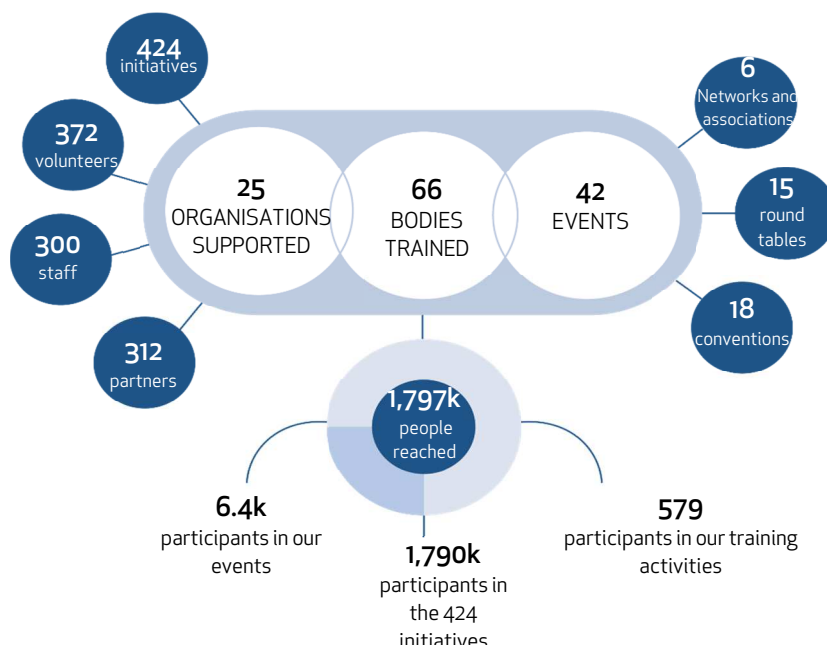 424
initiatives
372
volunteers
300
staff
312
partners
25
ORGANISATIONS
SUPPORTED
66
BODIES
TRAINED
42
EVENTS
6
Networks and
associations
15
round
tables
18
conventions
1,797k
people
reached
6.4k
participants in our
events
1,790k
participants in
the 424
initiatives
579
participants in our training
activities